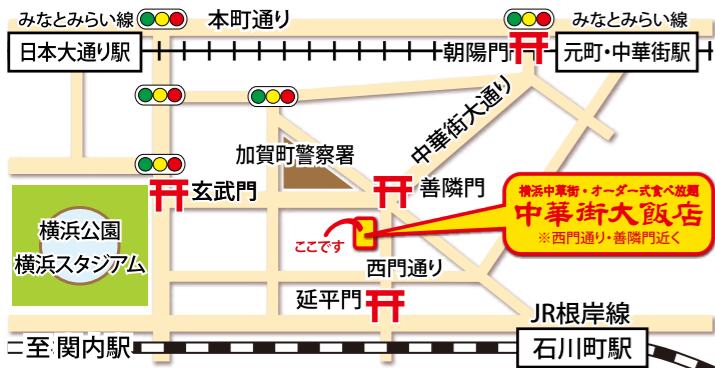 みなとみらい線
本町通り
みなとみらい線
日本大通り駅
朝陽門
元町・中華街駅
中華街大通り
加賀町警察署
玄武門
善隣門
横浜中華街・オーダー式食べ放題
中華街大飯店
※西門通り・善隣門近く
横浜公園
横浜スタジアム
ここです
西門通り
延平門
JR根岸線
至 関内駅
石川町駅